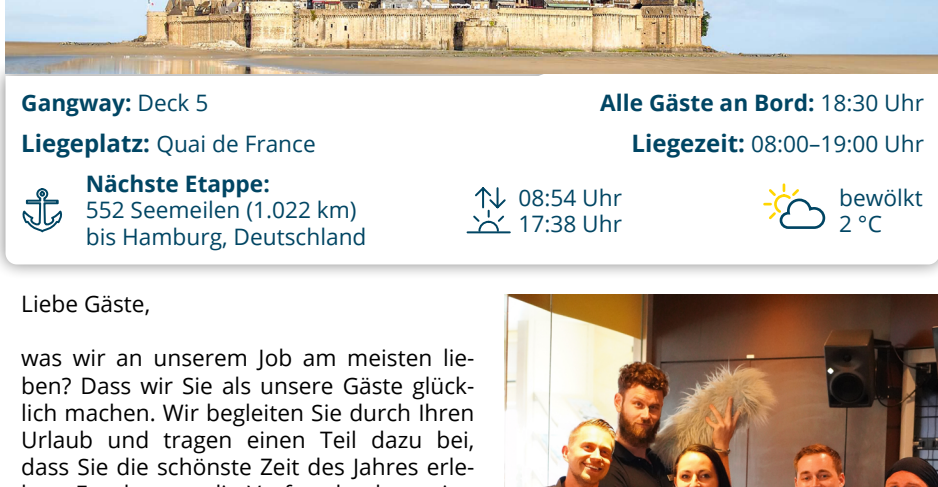 Gangway: Deck 5
Alle Gäste an Bord: 18:30 Uhr
Liegeplatz: Quai de France
Liegezeit: 08:00–19:00 Uhr
Nächste Etappe:
552 Seemeilen (1.022 km)
bis Hamburg, Deutschland
08:54 Uhr
17:38 Uhr
bewölkt
2 °C
Liebe Gäste,
was wir an unserem Job am meisten lie-
ben? Dass wir Sie als unsere Gäste glück-
lich machen. Wir begleiten Sie durch Ihren
Urlaub und tragen einen Teil dazu bei,
dass Sie die schönste Zeit des Jahres erle-